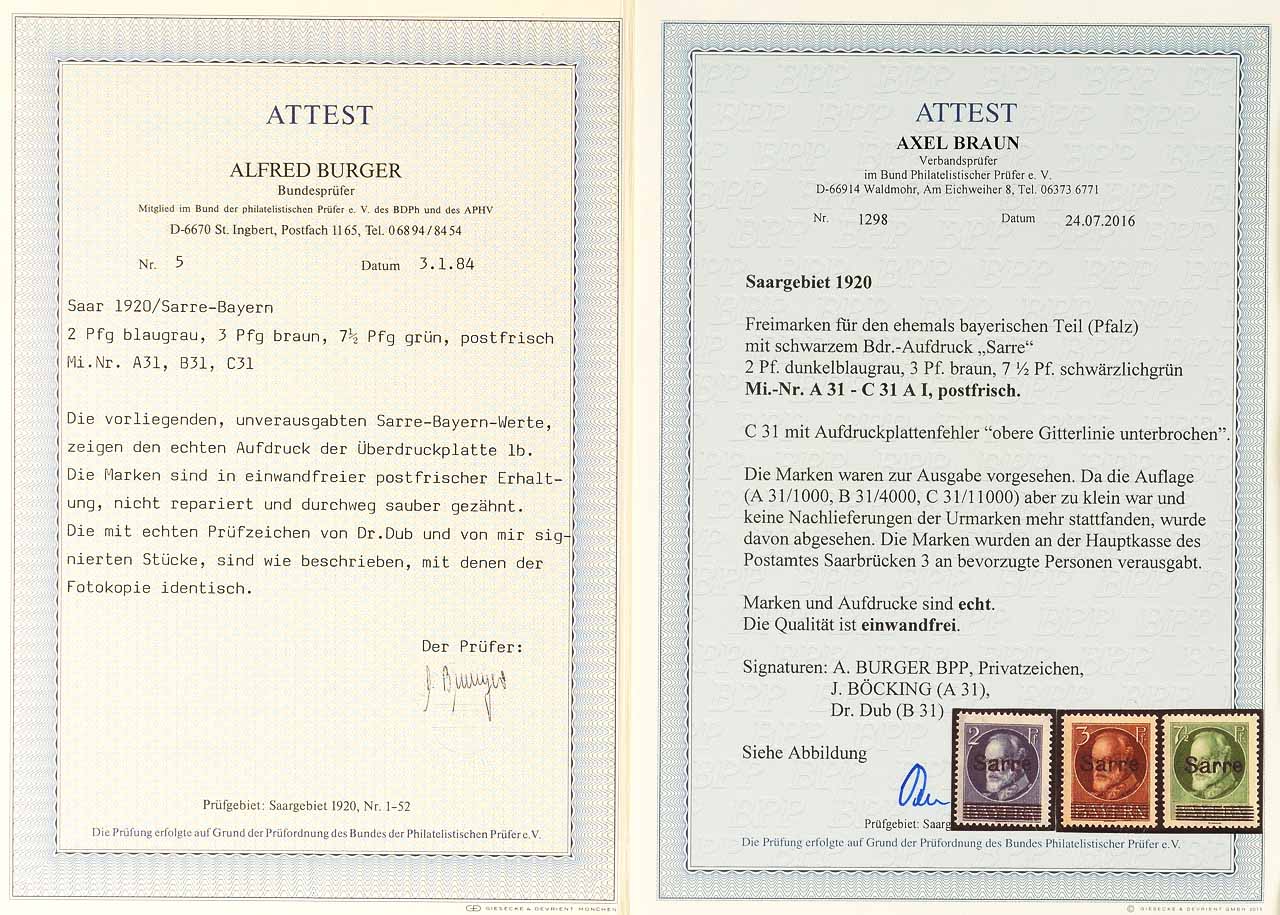 ATTEST
ALFRED BURGER
Bundesprüfer
Mitglied im Bund der philatelistischen Prüfer e. V. des BDPh und des APHV
D-6670 St. Ingbert, Postfach 1165, Tel. 06894/8454
Nr. 5 Datum 3.1.84
Saar 1920/Sarre-Bayern
2 Pfg blaugrau, 3 Pfg braun, 7½ Pfg grün, postfrisch
Mi.Nr. A31, B31, C31
Die vorliegenden, unverausgabten Sarre-Bayern-Werte,
zeigen den echten Aufdruck der Überdruckplatte lb.
Die Marken sind in einwandfreier postfrischer Erhalt-
ung, nicht repariert und durchweg sauber gezähnt.
Die mit echten Prüfzeichen von Dr.Dub und von mir sig-
nierten Stücke, sind wie beschrieben, mit denen der
Fotokopie identisch.
Der Prüfer:
Prüfgebiet: Saargebiet 1920, Nr. 1-52
Die Prüfung erfolgte auf Grund der Prüfordnung des Bundes der Philatelistischen Prüfer e.V.
GIESECKE & DEVRIENT MÜNCHEN
ATTEST
AXEL BRAUN
Verbandsprüfer
im Bund Philatelistischer Prüfer e. V.
D-66914 Waldmohr, Am Eichweiher 8, Tel. 06373 6771
Nr. 1298 Datum 24.07.2016
Saargebiet 1920
Freimarken für den ehemals bayerischen Teil (Pfalz)
mit schwarzem Bdr.-Aufdruck „Sarre“
2 Pf. dunkelblaugrau, 3 Pf. braun, 7 ½ Pf. schwärzlichgrün
Mi.-Nr. A 31 - C 31 A I, postfrisch.
C 31 mit Aufdruckplattenfehler “obere Gitterlinie unterbrochen”.
Die Marken waren zur Ausgabe vorgesehen. Da die Auflage
(A 31/1000, B 31/4000, C 31/11000) aber zu klein war und
keine Nachlieferungen der Urmarken mehr stattfanden, wurde
davon abgesehen. Die Marken wurden an der Hauptkasse des
Postamtes Saarbrücken 3 an bevorzugte Personen verausgabt.
Marken und Aufdrucke sind echt.
Die Qualität ist einwandfrei.
Signaturen: A. BURGER BPP, Privatzeichen,
J. BÖCKING (A 31),
Dr. Dub (B 31)
Siehe Abbildung
2 Pf. Sarre
3 Pf. Sarre
7½ Pf. Sarre
Prüfgebiet: Saarg
Die Prüfung erfolgte auf Grund der Prüfordnung des Bundes Philatelistischer Prüfer e.V.
© GIESECKE & DEVRIENT GMBH